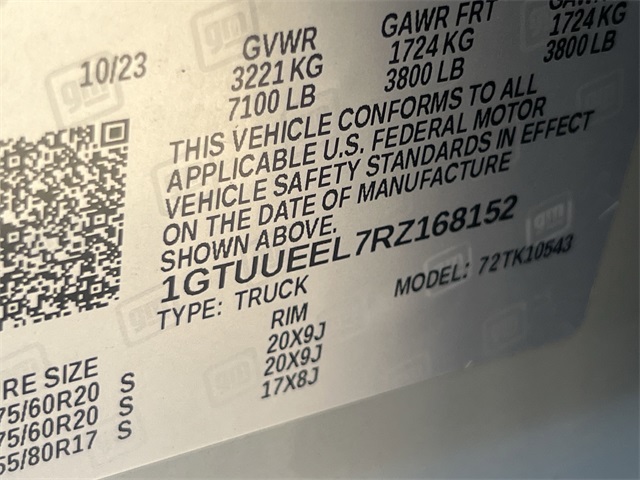 10/23
GVWR
3221 KG
7100 LB
GAWR FRT
1724 KG
3800 LB
GAWR
1724 KG
3800 LB
THIS VEHICLE CONFORMS TO ALL
APPLICABLE U.S. FEDERAL MOTOR
VEHICLE SAFETY STANDARDS IN EFFECT
ON THE DATE OF MANUFACTURE
SHOWN ABOVE.
1GTUUEEL7RZ168152
TYPE: TRUCK
MODEL: 72TK10543
RE SIZE
75/60R20 S
75/60R20 S
55/80R17 S
RIM
20X9J
20X9J
17X8J
gm